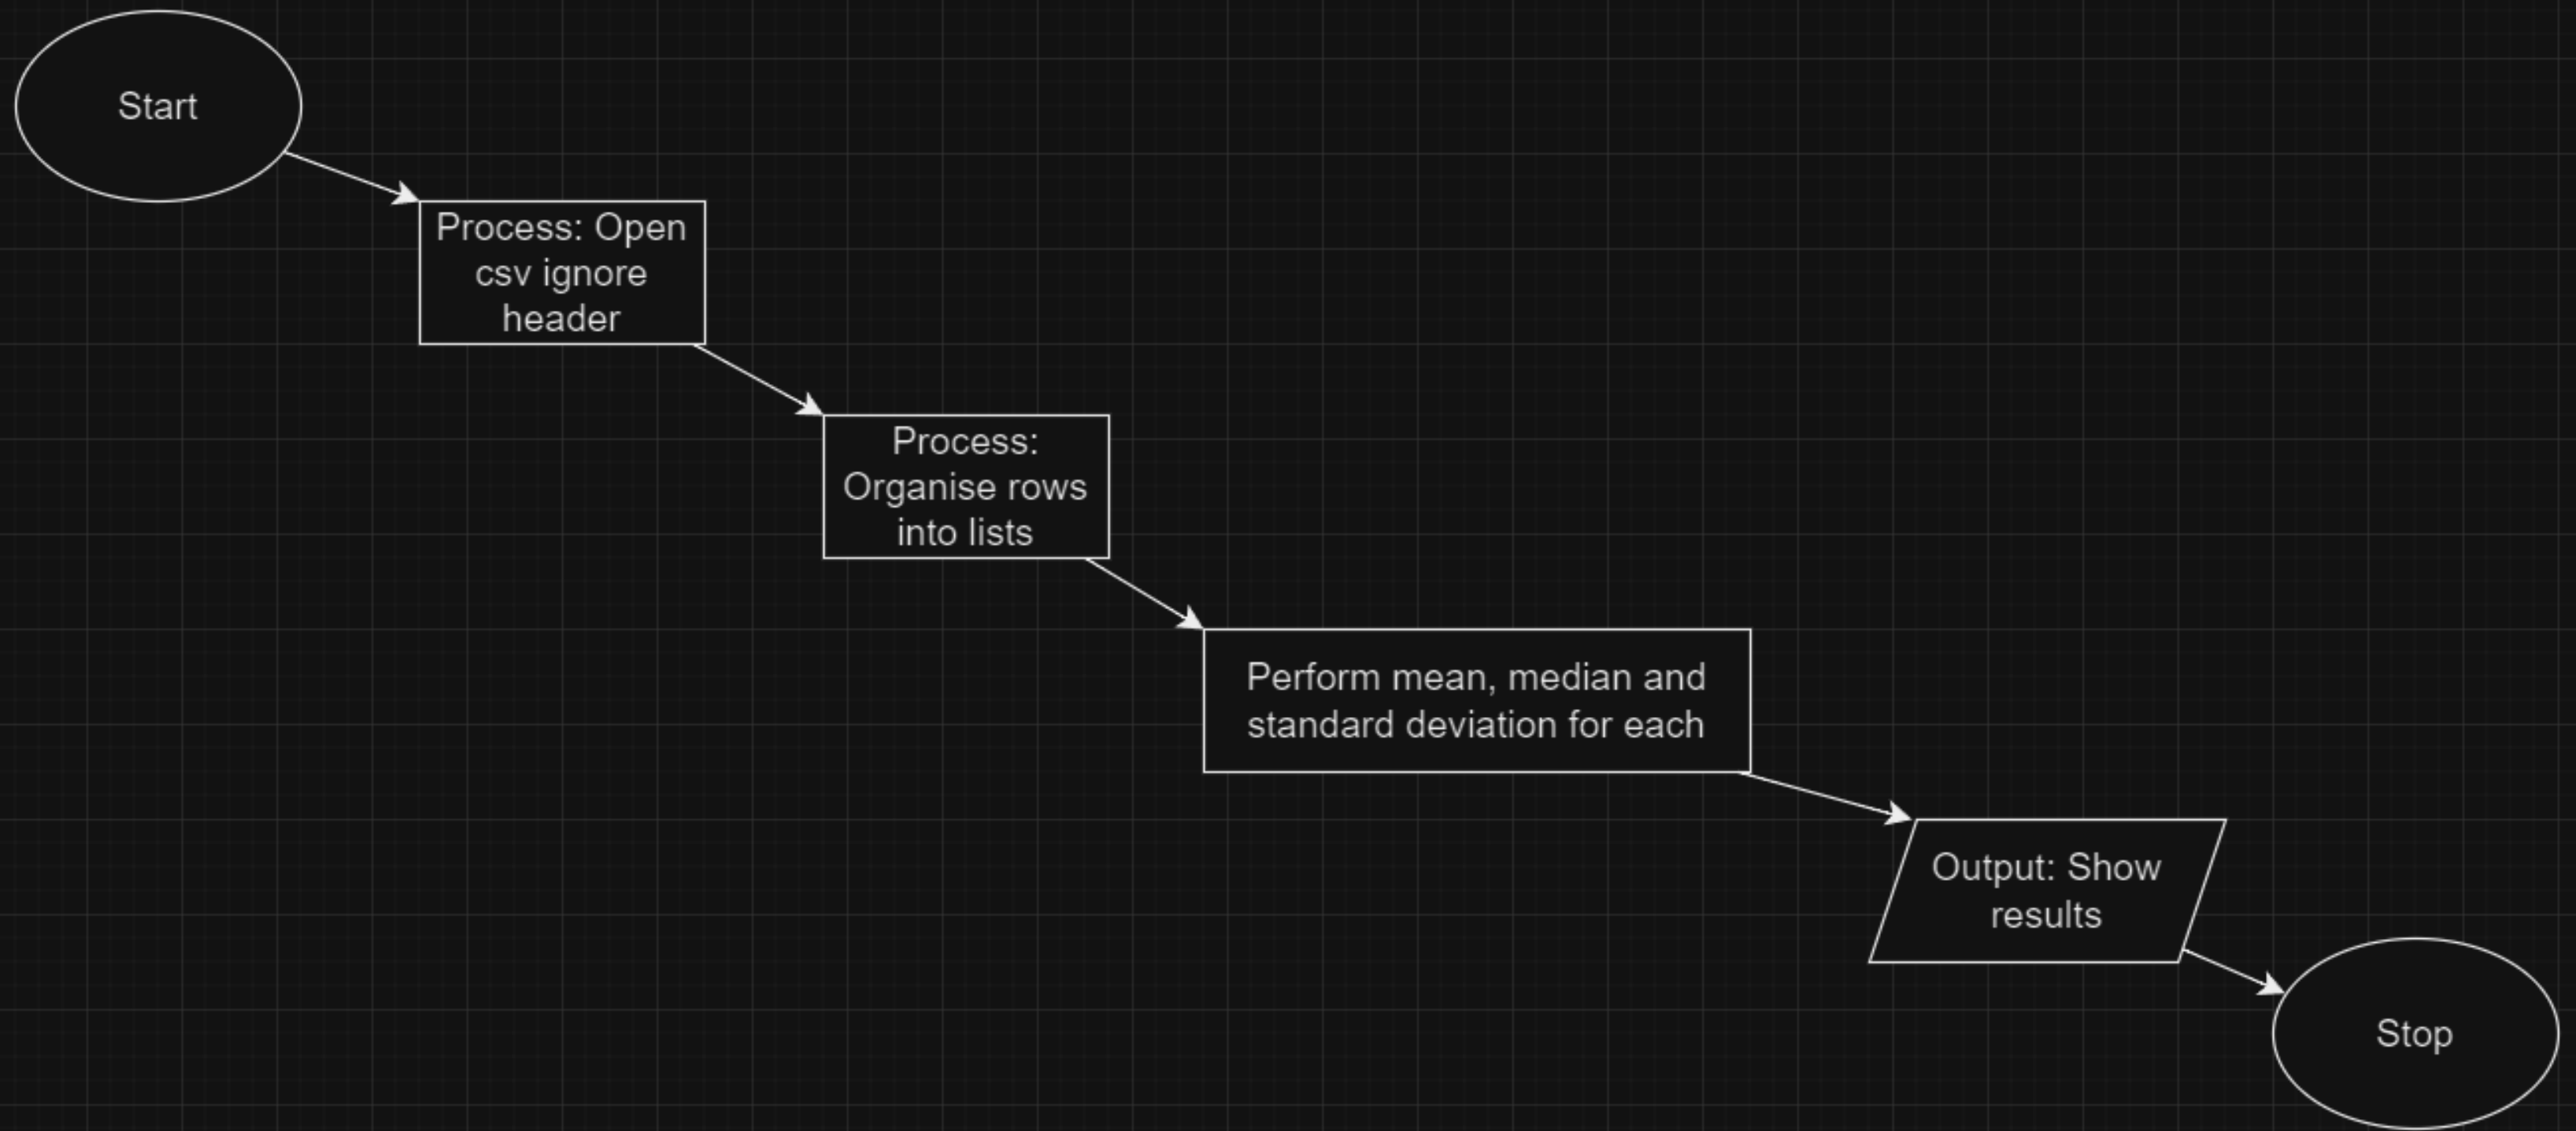 Start
Process: Open
csv ignore
header
Process:
Organise rows
into lists
Perform mean, median and
standard deviation for each
Output: Show
results
Stop